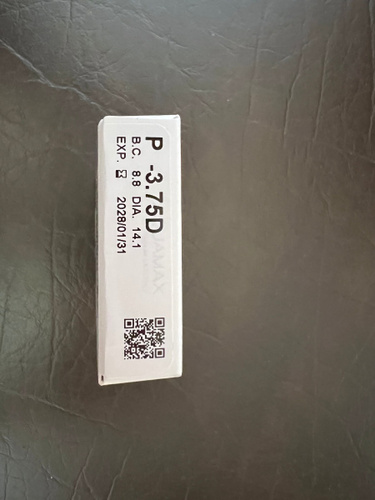 P -3.75D
B.C. 8.8 DIA. 14.1
EXP. 2028/01/31